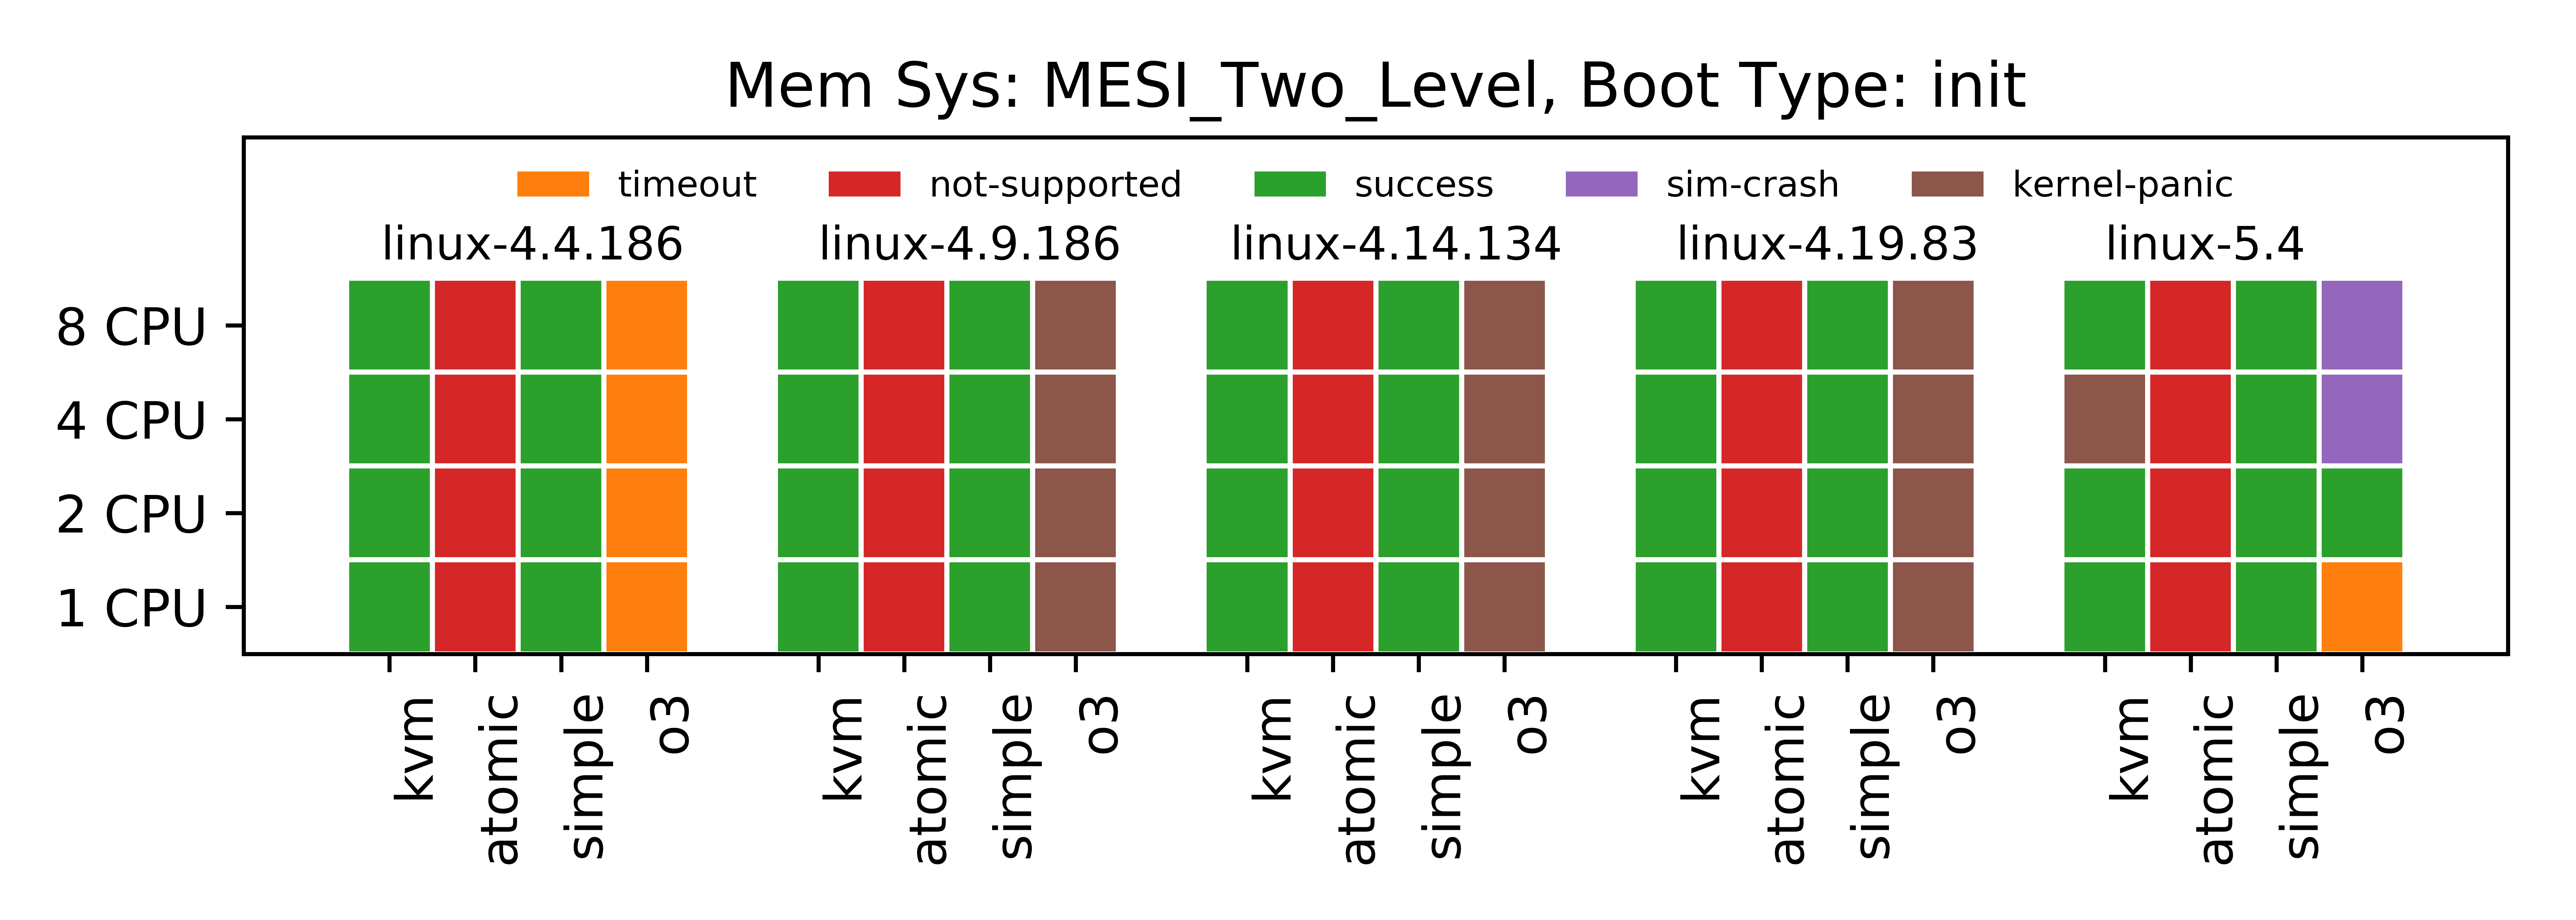 Mem Sys: MESI_Two_Level, Boot Type: init
timeout not-supported success sim-crash kernel-panic
linux-4.4.186 linux-4.9.186 linux-4.14.134 linux-4.19.83 linux-5.4
8 CPU
4 CPU
2 CPU
1 CPU
kvm atomic simple o3 kvm atomic simple o3 kvm atomic simple o3 kvm atomic simple o3 kvm atomic simple o3